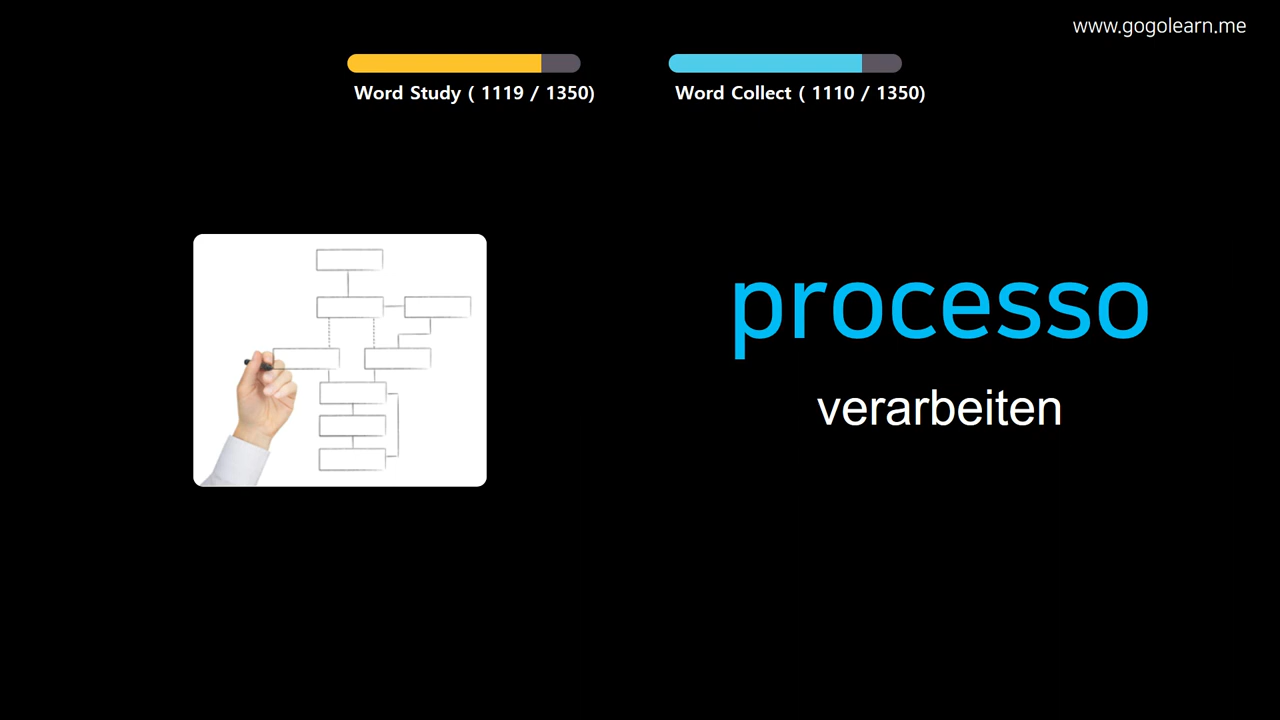 www.gogolearn.me
Word Study ( 1119 / 1350)
Word Collect ( 1110 / 1350)
processo
verarbeiten